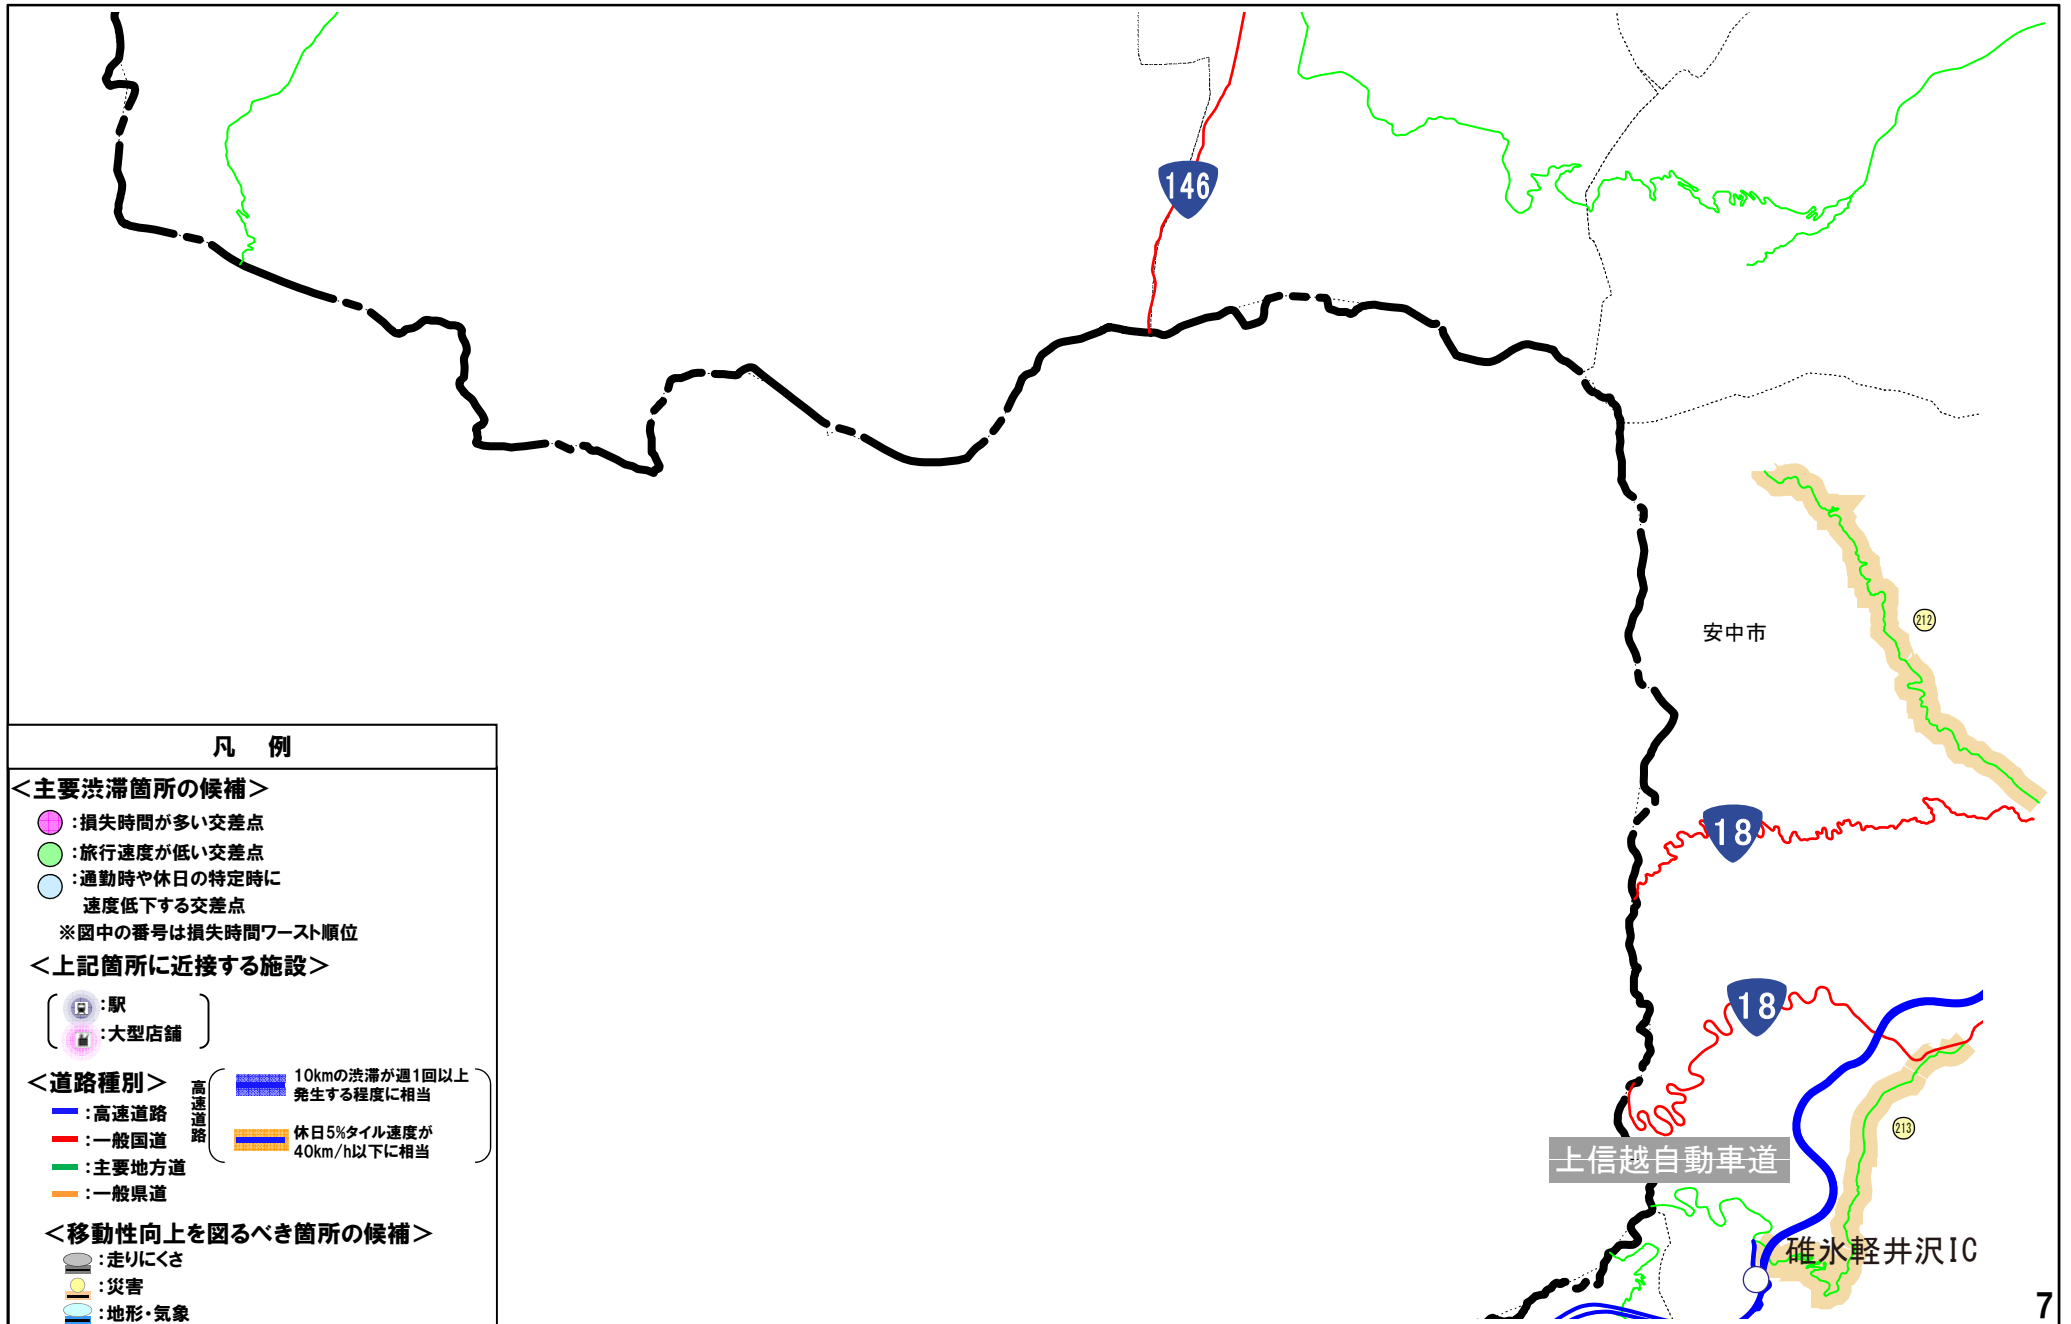 146
212
安中市
18
18
213
上信越自動車道
碓氷軽井沢IC
凡 例
＜主要渋滞箇所の候補＞
：損失時間が多い交差点
：旅行速度が低い交差点
：通勤時や休日の特定時に
速度低下する交差点
※図中の番号は損失時間ワースト順位
＜上記箇所に近接する施設＞
：駅
：大型店舗
＜道路種別＞
：高速道路
：一般国道
：主要地方道
：一般県道
高速道路
10kmの渋滞が週1回以上
発生する程度に相当
休日5%タイル速度が
40km/h以下に相当
＜移動性向上を図るべき箇所の候補＞
：走りにくさ
：災害
：地形・気象
7